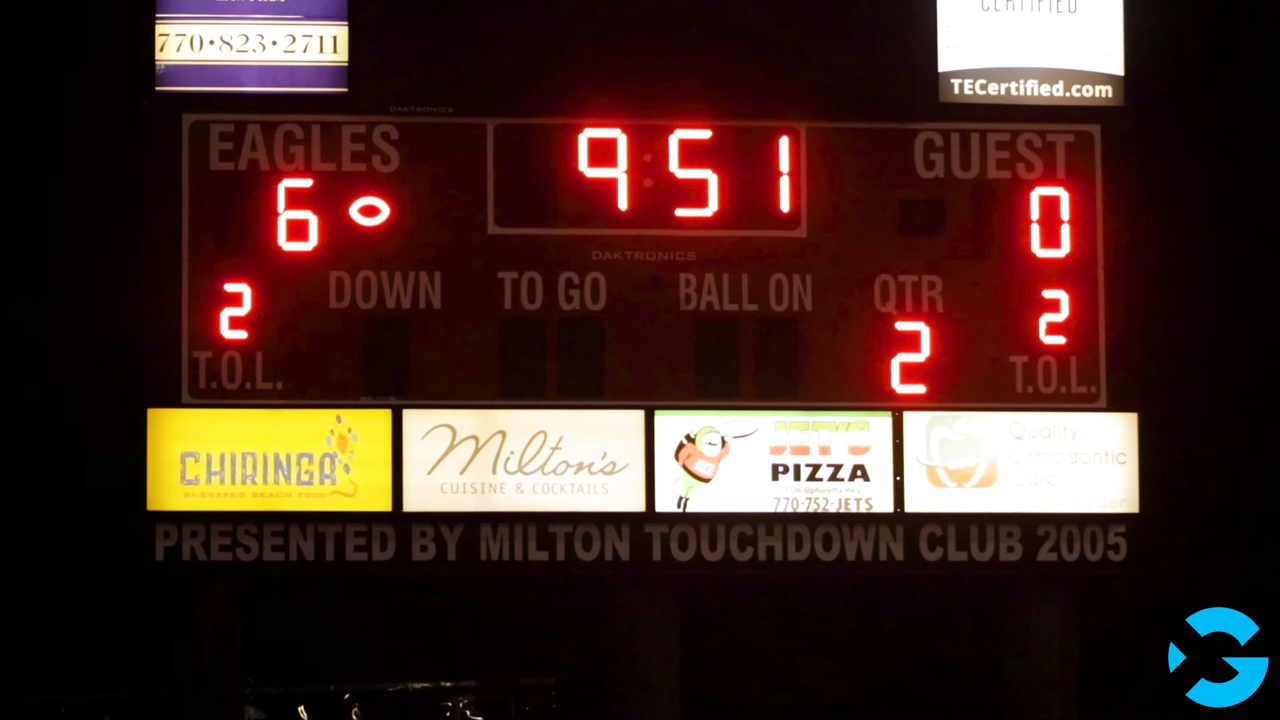 770•823•2711
CERTIFIED
TECertified.com
DAKTRONICS
EAGLES
9:51
GUEST
6
0
DAKTRONICS
DOWN
TO GO
BALL ON
QTR
2
2
2
T.O.L.
T.O.L.
CHIRINGA
ELEVATED BEACH FOOD
Milton's
CUISINE & COCKTAILS
JET'S
PIZZA
770-752-JETS
Quality
Orthodontic
Care
PRESENTED BY MILTON TOUCHDOWN CLUB 2005